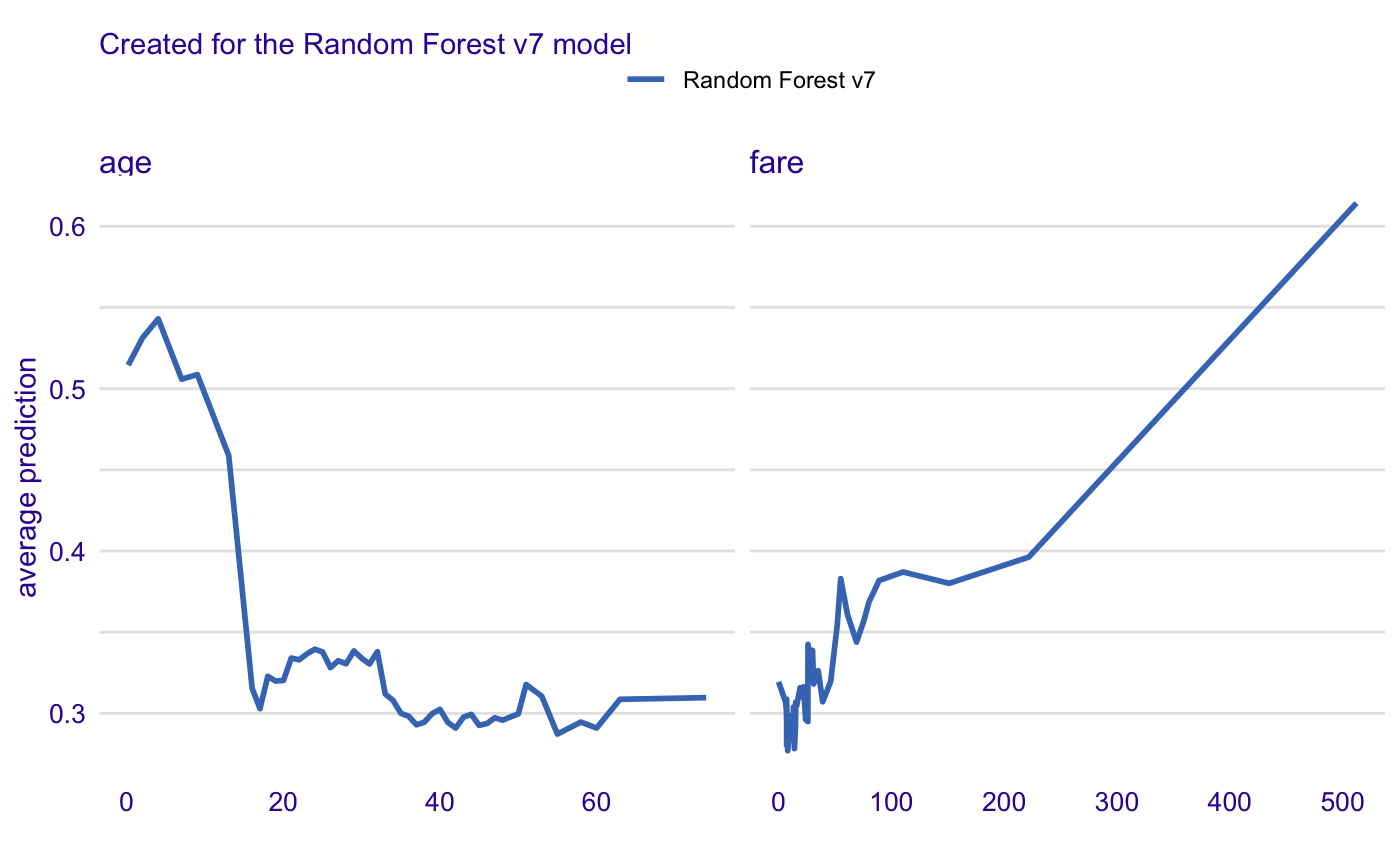 Created for the Random Forest v7 model
Random Forest v7
age
fare
average prediction
0.6
0.5
0.4
0.3
0 20 40 60
0 100 200 300 400 500